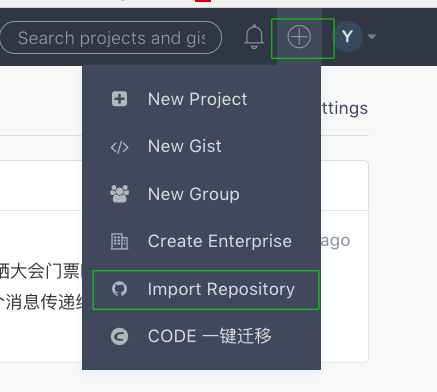 Search projects and gis
Y
New Project
ttings
New Gist
New Group
Create Enterprise
ago
大会门票
Import Repository
个消息传递
CODE 一键迁移